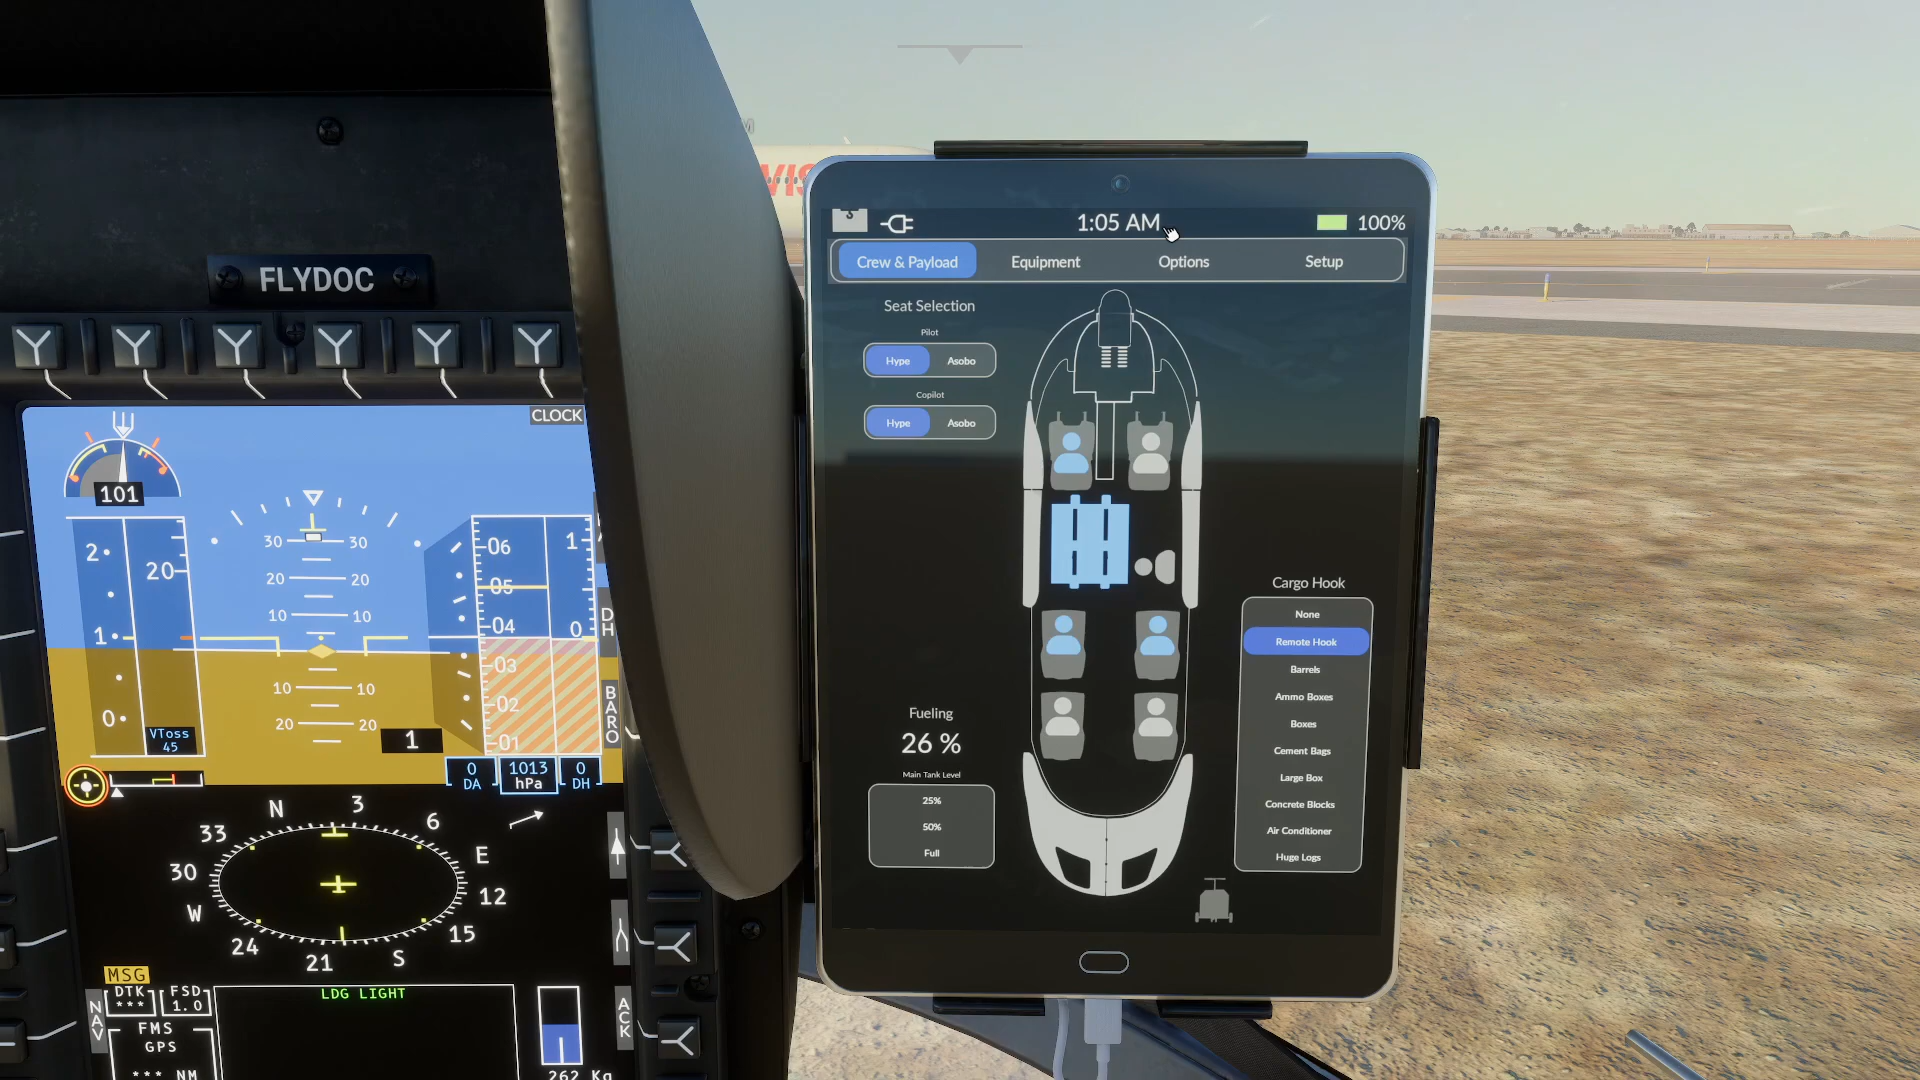 FLYDOC
CLOCK
101
2
1
0
20
VToss
45
30 30
20 20
10 10
10 10
20 20
1
06
05
04
03
02
01
1
0
DH
BARO
0
DA
1013
hPa
0
DH
N 3 6 E 12 15 S 21 24 W 30 33
MSG
DTK
***
FSD
1.0
NAV
FMS
GPS
*** NM
LDG LIGHT
ACK
262 Kg
VIS
1:05 AM
100%
Crew & Payload Equipment Options Setup
Seat Selection
Pilot
Hype Asobo
Copilot
Hype Asobo
Fueling
26 %
Main Tank Level
25%
50%
Full
Cargo Hook
None
Remote Hook
Barrels
Ammo Boxes
Boxes
Cement Bags
Large Box
Concrete Blocks
Air Conditioner
Huge Logs